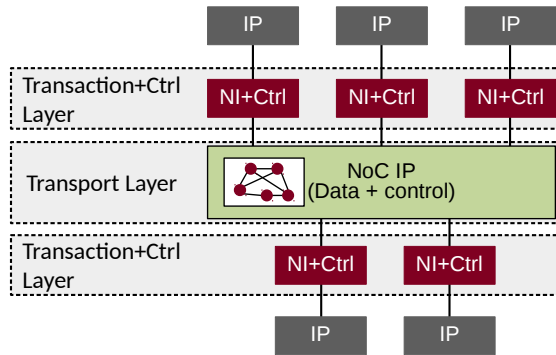 IP IP IP
Transaction+Ctrl
Layer
NI+Ctrl NI+Ctrl NI+Ctrl
Transport Layer
NoC IP
(Data + control)
Transaction+Ctrl
Layer
NI+Ctrl NI+Ctrl
IP IP